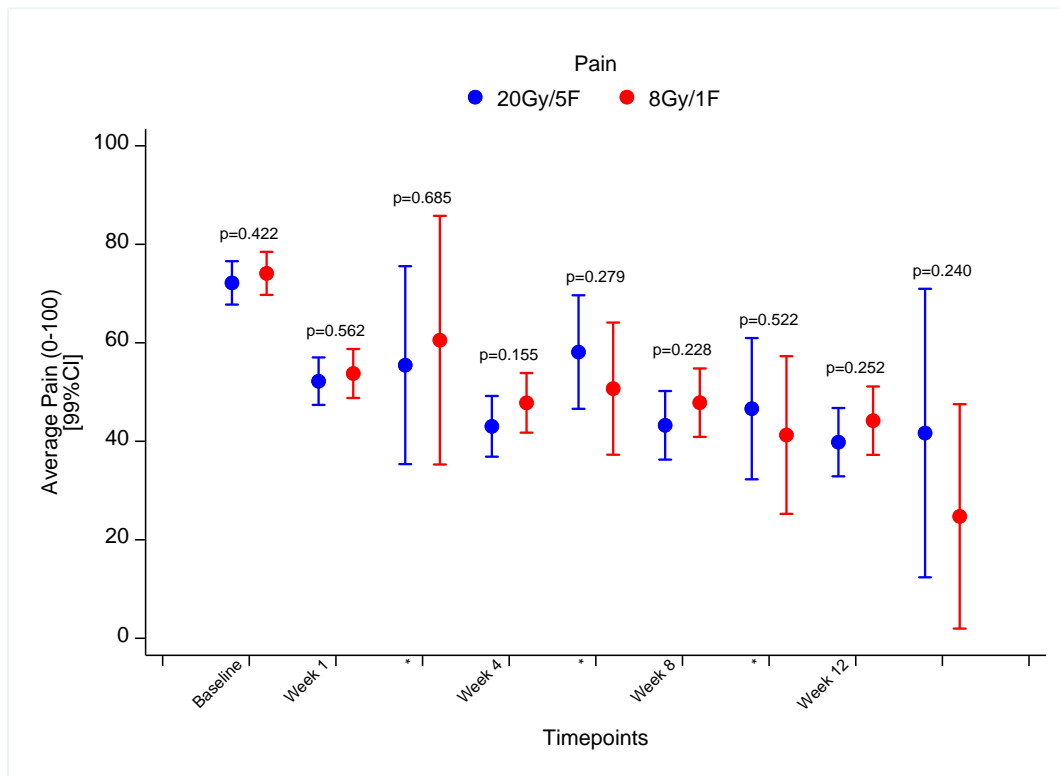 Pain
20Gy/5F 8Gy/1F
100
80
60
40
20
0
Average Pain (0-100)
[99%CI]
p=0.422
p=0.562
p=0.685
p=0.155
p=0.279
p=0.228
p=0.522
p=0.252
p=0.240
Baseline
Week 1
*
Week 4
*
Week 8
*
Week 12
Timepoints